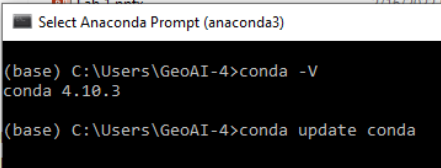 Select Anaconda Prompt (anaconda3)
(base) C:\Users\GeoAI-4>conda -V
conda 4.10.3
(base) C:\Users\GeoAI-4>conda update conda